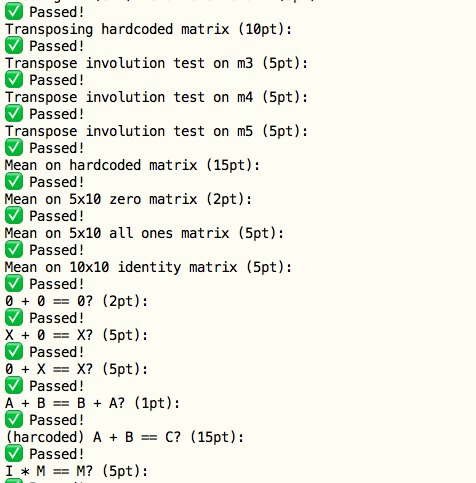 ✅ Passed!
Transposing hardcoded matrix (10pt):
✅ Passed!
Transpose involution test on m3 (5pt):
✅ Passed!
Transpose involution test on m4 (5pt):
✅ Passed!
Transpose involution test on m5 (5pt):
✅ Passed!
Mean on hardcoded matrix (15pt):
✅ Passed!
Mean on 5x10 zero matrix (2pt):
✅ Passed!
Mean on 5x10 all ones matrix (5pt):
✅ Passed!
Mean on 10x10 identity matrix (5pt):
✅ Passed!
0 + 0 == 0? (2pt):
✅ Passed!
X + 0 == X? (5pt):
✅ Passed!
0 + X == X? (5pt):
✅ Passed!
A + B == B + A? (1pt):
✅ Passed!
(harcoded) A + B == C? (15pt):
✅ Passed!
I * M == M? (5pt):